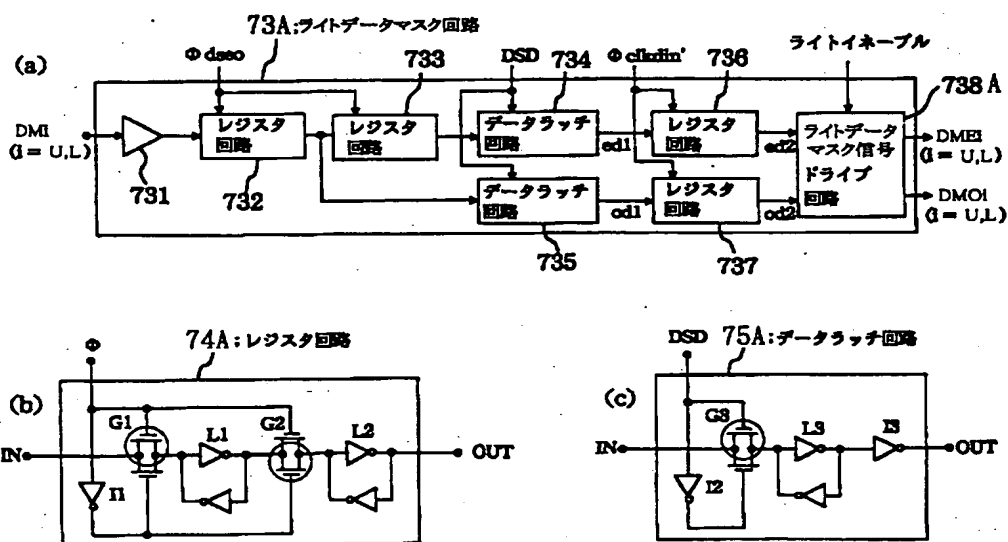 73A;ライトデータマスク回路
(a)
Φdsso
733
DSD
734
Φclkdin'
736
ライトイネーブル
738A
DMi
(i=U,L)
731
レジスタ
回路
732
レジスタ
回路
データラッチ
回路
ed1
レジスタ
回路
ed2
ライトデータ
マスク信号
ドライブ
回路
DMEi
(i=U,L)
データラッチ
回路
735
od1
レジスタ
回路
737
od2
DMOi
(i=U,L)
74A;レジスタ回路
Φ
(b)
G1
L1
G2
L2
IN
OUT
I1
75A;データラッチ回路
DSD
(c)
G3
L3
I3
IN
OUT
I2